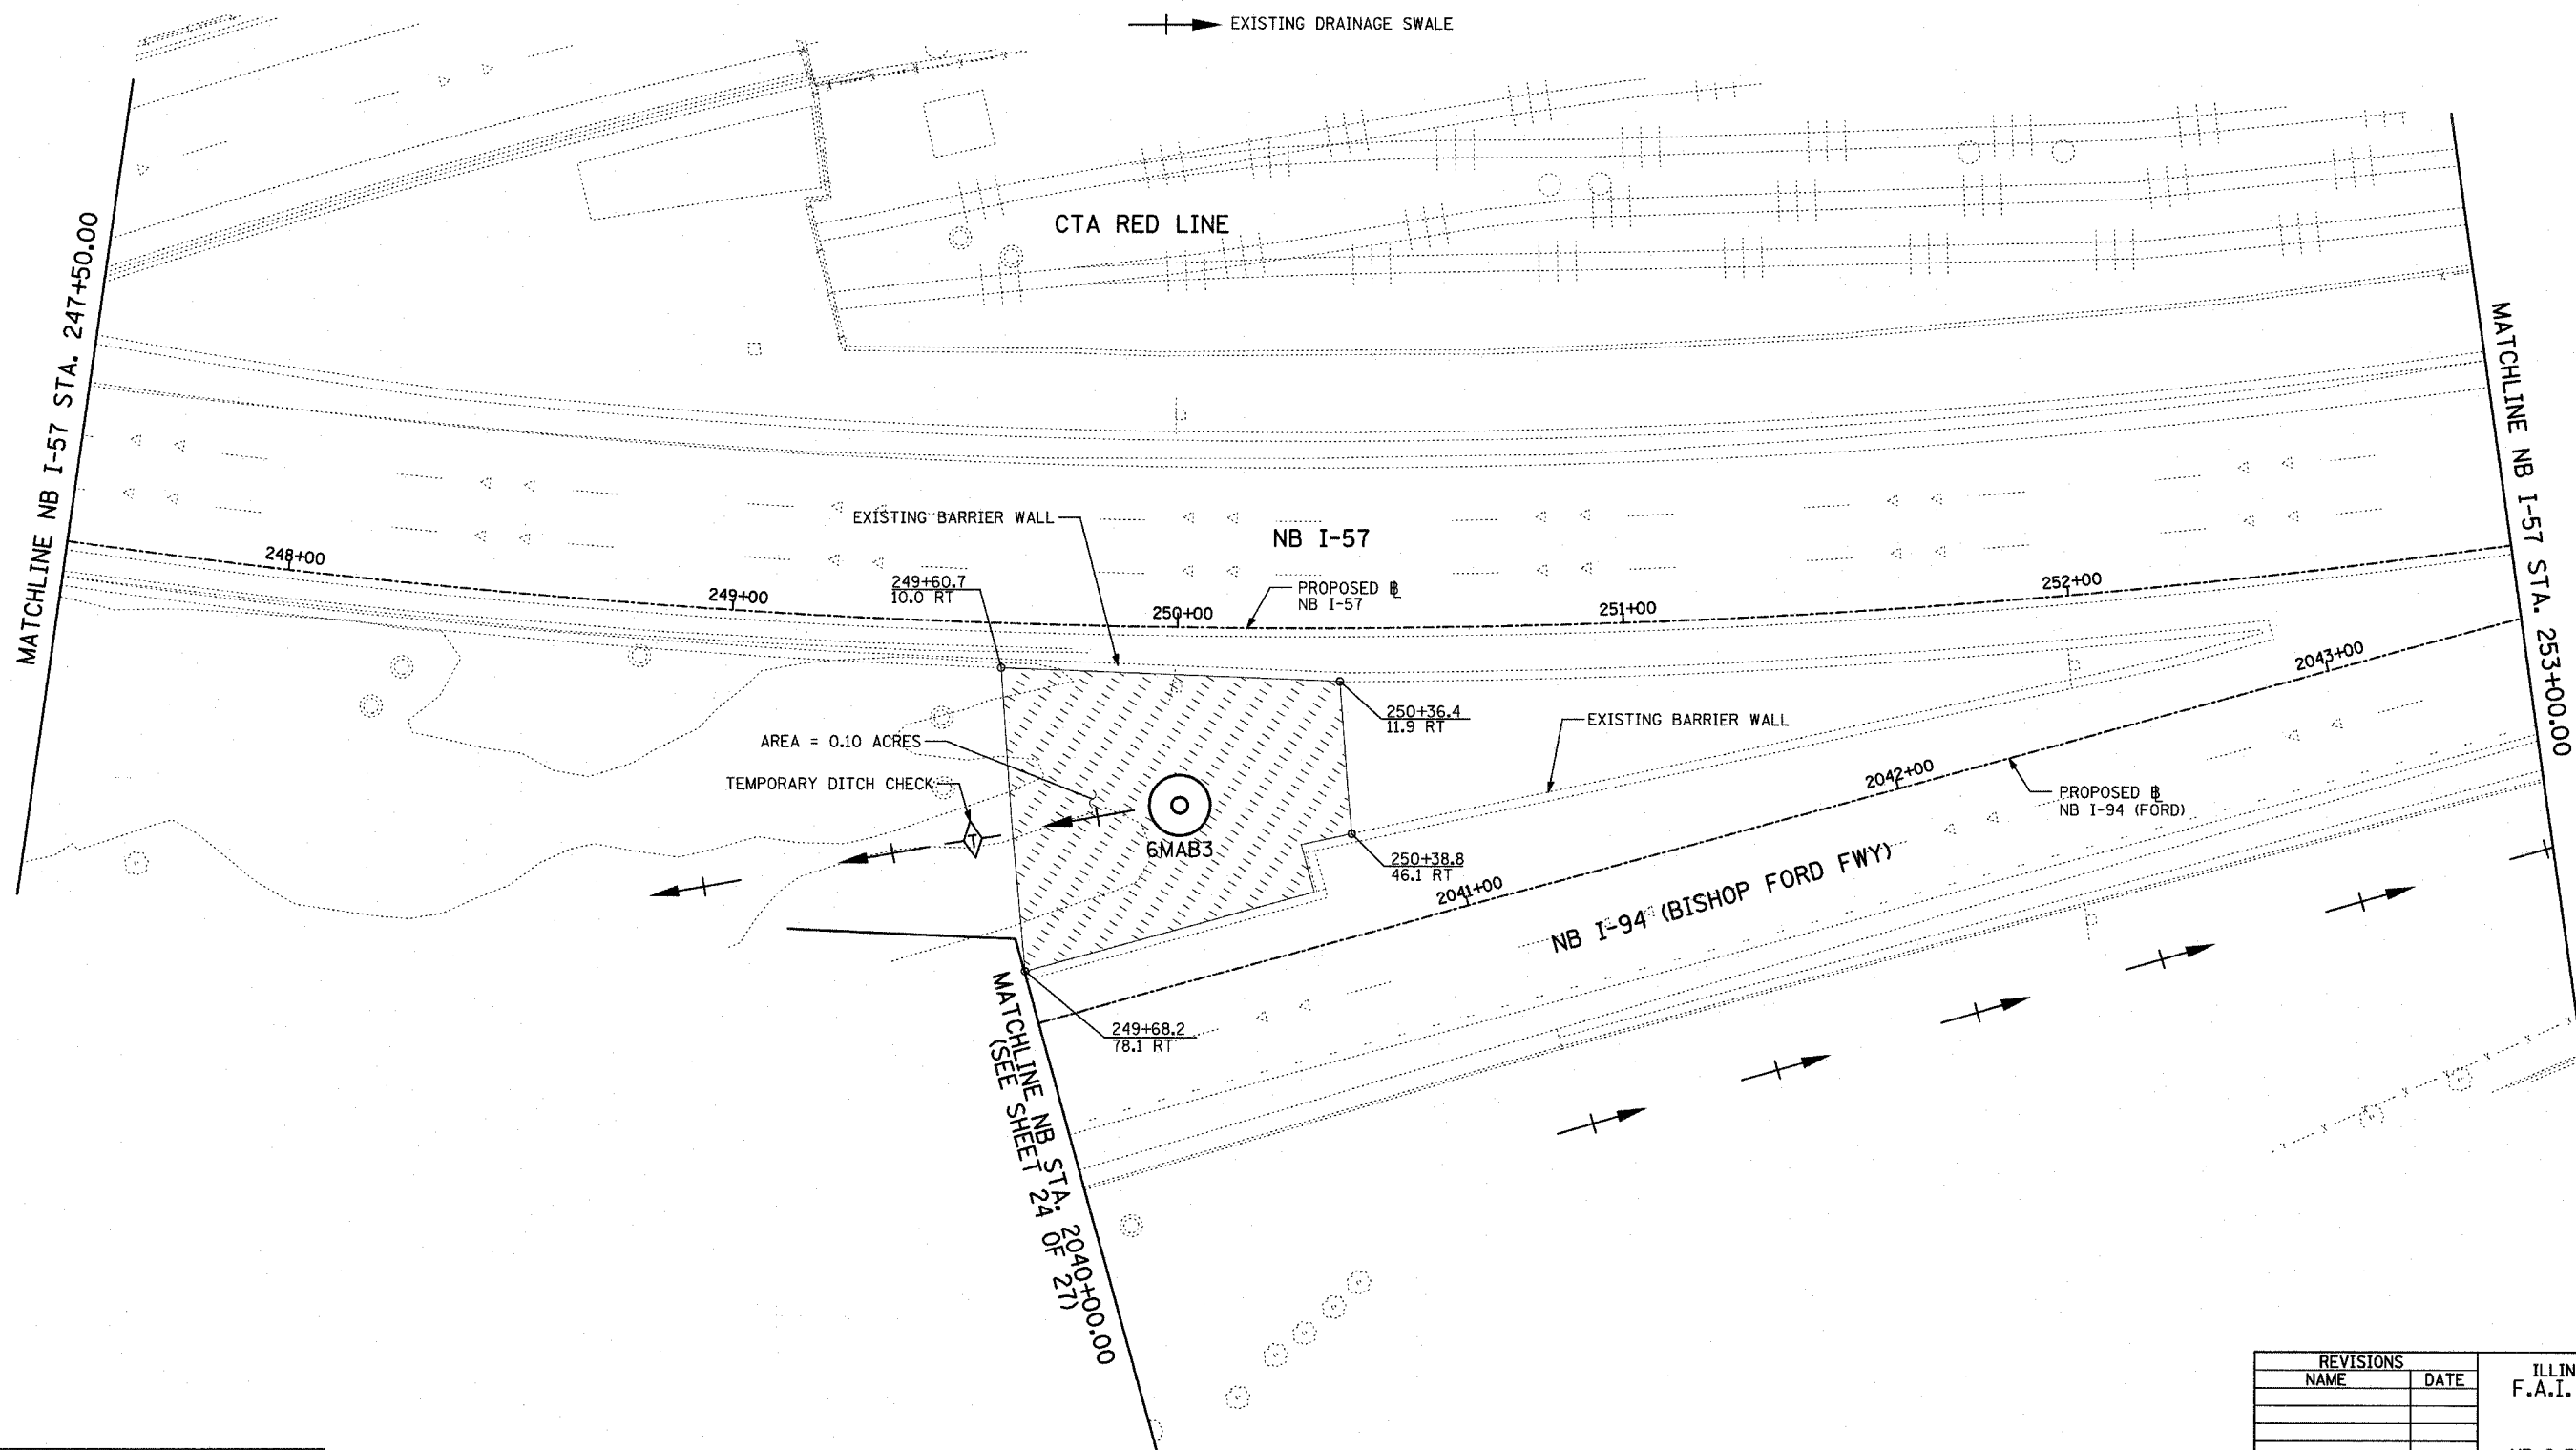 EXISTING DRAINAGE SWALE
CTA RED LINE
MATCHLINE NB I-57 STA. 247+50.00
MATCHLINE NB I-57 STA. 253+00.00
EXISTING BARRIER WALL
NB I-57
248+00
249+00
249+60.7
10.0 RT
250+00
PROPOSED B
NB I-57
251+00
252+00
2043+00
250+36.4
11.9 RT
EXISTING BARRIER WALL
AREA = 0.10 ACRES
TEMPORARY DITCH CHECK
T
6MAB3
2042+00
PROPOSED B
NB I-94 (FORD)
250+38.8
46.1 RT
2041+00
NB I-94 (BISHOP FORD FWY)
249+68.2
78.1 RT
MATCHLINE NB STA. 2040+00.00
(SEE SHEET 24 OF 27)
REVISIONS
NAME DATE
ILLIN
F.A.I.